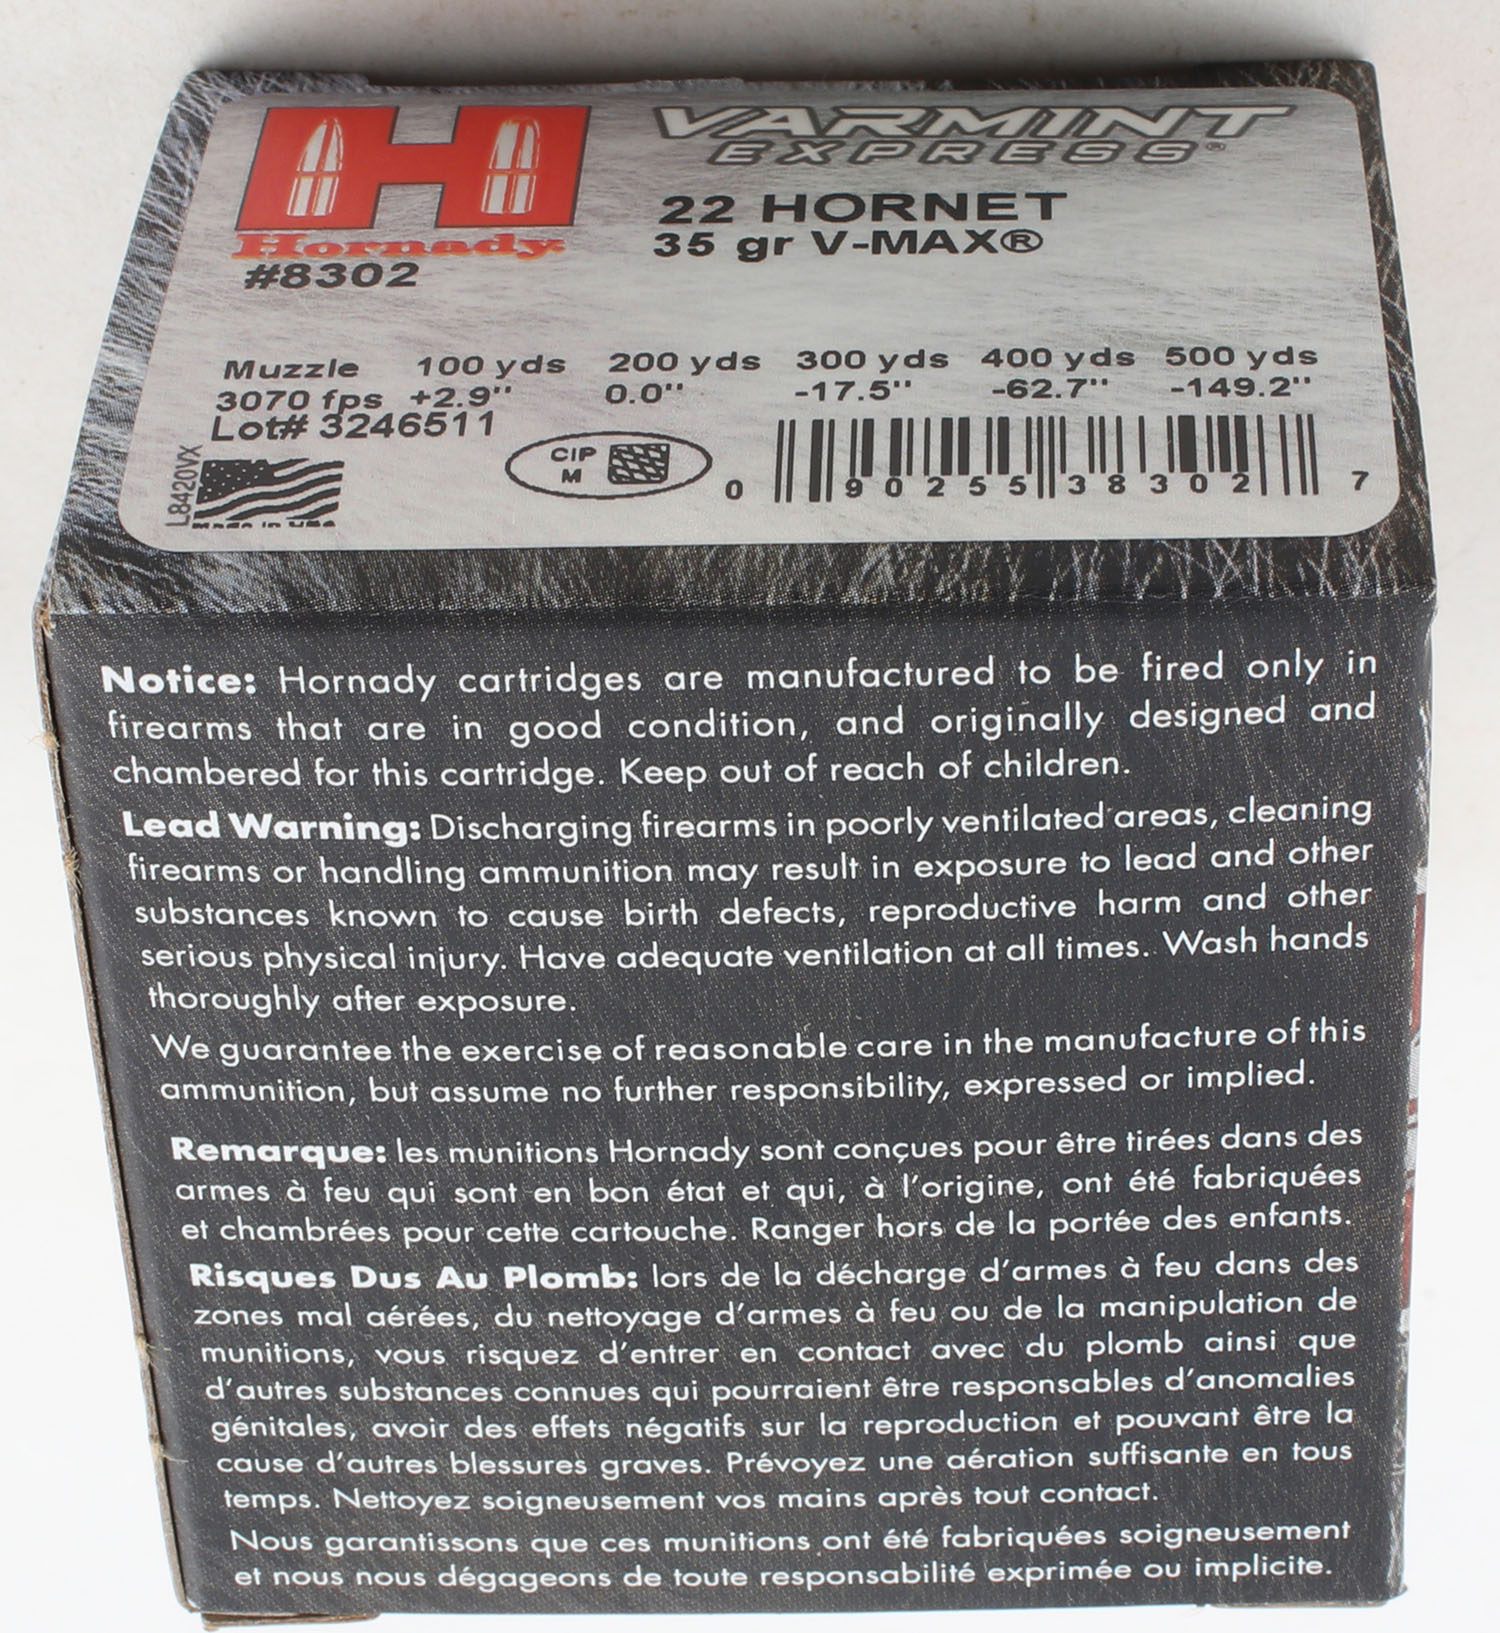 VARMINT
EXPRESS®
Hornady®
22 HORNET
35 gr V-MAX®
#8302
Muzzle 100 yds 200 yds 300 yds 400 yds 500 yds
3070 fps +2.9" 0.0" -17.5" -62.7" -149.2"
Lot# 3246511
L8420VX
Made in USA
CIP
M
0 90255 38302 7
Notice: Hornady cartridges are manufactured to be fired only in
firearms that are in good condition, and originally designed and
chambered for this cartridge. Keep out of reach of children.
Lead Warning: Discharging firearms in poorly ventilated areas, cleaning
firearms or handling ammunition may result in exposure to lead and other
substances known to cause birth defects, reproductive harm and other
serious physical injury. Have adequate ventilation at all times. Wash hands
thoroughly after exposure.
We guarantee the exercise of reasonable care in the manufacture of this
ammunition, but assume no further responsibility, expressed or implied.
Remarque: les munitions Hornady sont conçues pour être tirées dans des
armes à feu qui sont en bon état et qui, à l'origine, ont été fabriquées
et chambrées pour cette cartouche. Ranger hors de la portée des enfants.
Risques Dus Au Plomb: lors de la décharge d'armes à feu dans des
zones mal aérées, du nettoyage d'armes à feu ou de la manipulation de
munitions, vous risquez d'entrer en contact avec du plomb ainsi que
d'autres substances connues qui pourraient être responsables d'anomalies
génitales, avoir des effets négatifs sur la reproduction et pouvant être la
cause d'autres blessures graves. Prévoyez une aération suffisante en tous
temps. Nettoyez soigneusement vos mains après tout contact.
Nous garantissons que ces munitions ont été fabriquées soigneusement
et nous nous dégageons de toute responsabilité exprimée ou implicite.